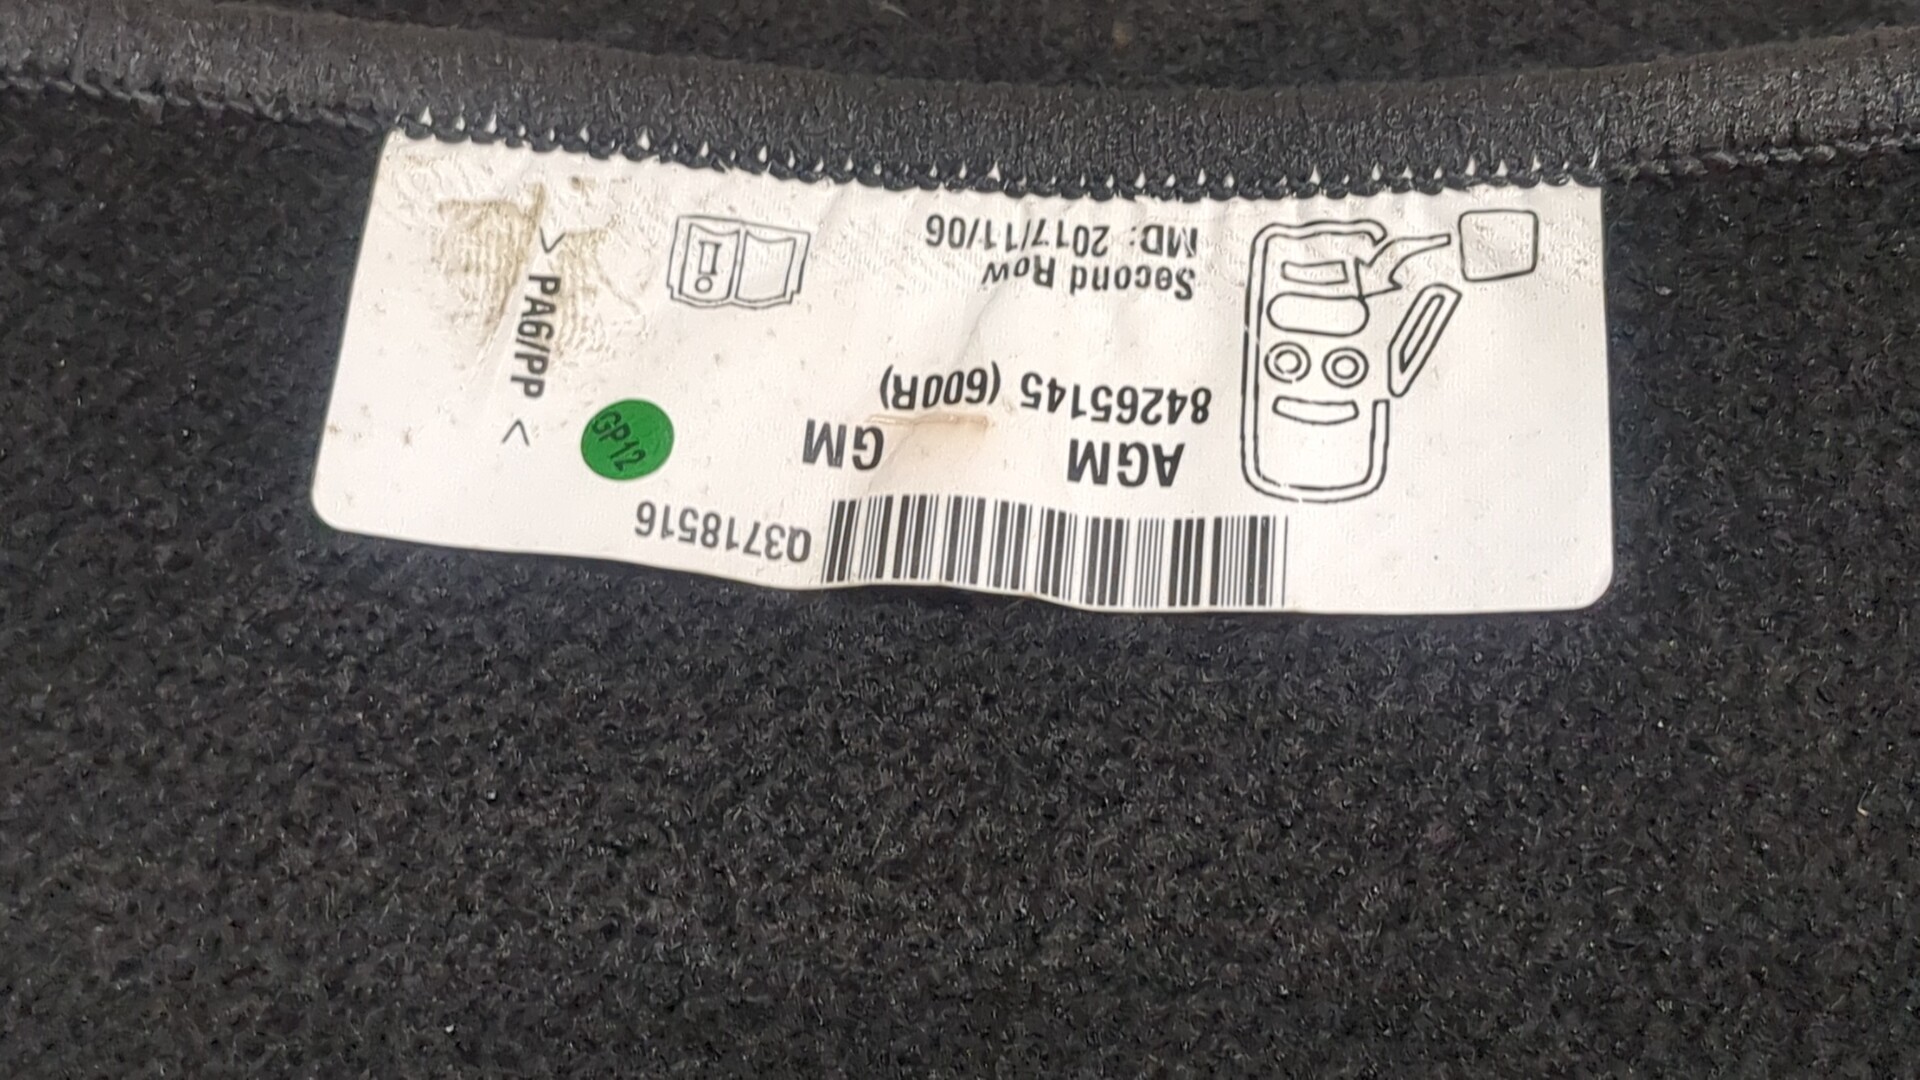 Q3718516
AGM GM
84265145 (600R)
Second Row
MD: 2017/11/06
GP12
> PA6/PP <